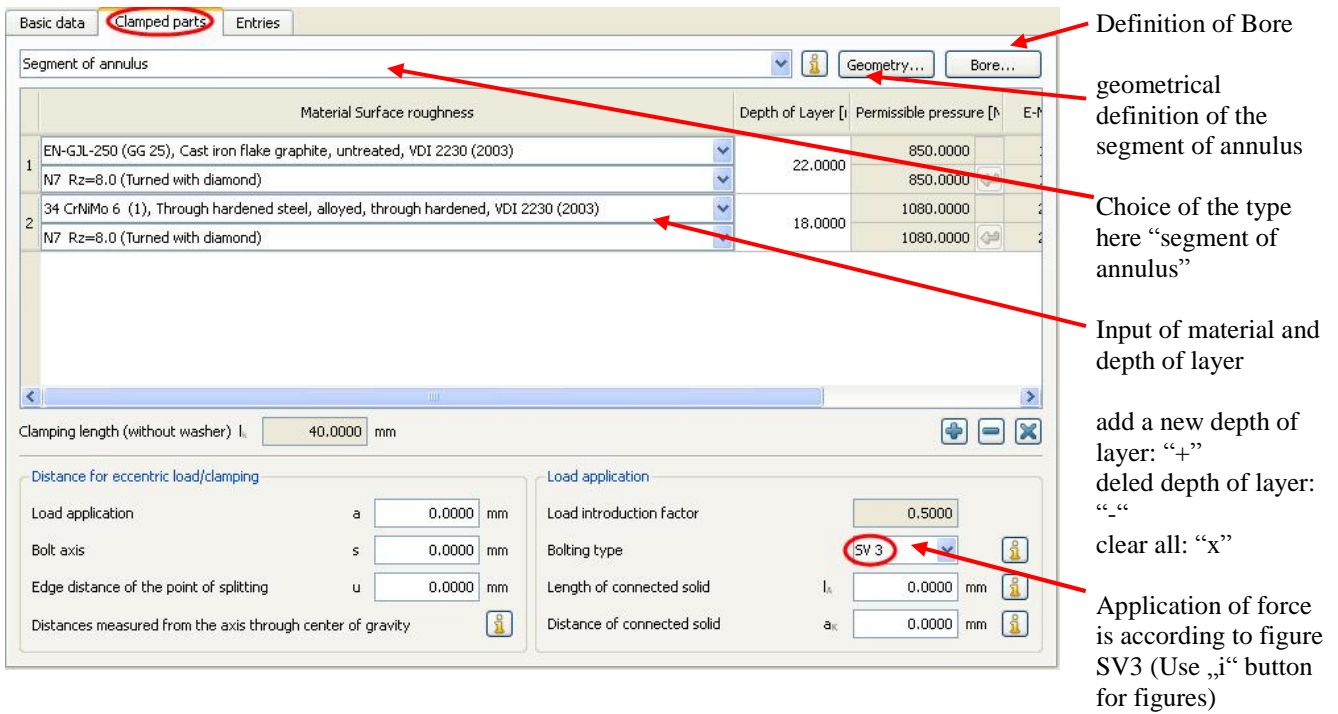 Basic data
Clamped parts
Entries
Segment of annulus
Geometry...
Bore...
Material Surface roughness
Depth of Layer [
Permissible pressure [
1
EN-GJL-250 (GG 25), Cast iron flake graphite, untreated, VDI 2230 (2003)
N7 Rz=8.0 (Turned with diamond)
22.0000
850.0000
850.0000
2
34 CrNiMo 6 (1), Through hardened steel, alloyed, through hardened, VDI 2230 (2003)
N7 Rz=8.0 (Turned with diamond)
18.0000
1080.0000
1080.0000
Clamping length (without washer) lₖ 40.0000 mm
Distance for eccentric load/clamping
Load application a 0.0000 mm
Bolt axis s 0.0000 mm
Edge distance of the point of splitting u 0.0000 mm
Distances measured from the axis through center of gravity
Load application
Load introduction factor 0.5000
Bolting type SV 3
Length of connected solid l 0.0000 mm
Distance of connected solid aₖ 0.0000 mm
Definition of Bore
geometrical
definition of the
segment of annulus
Choice of the type
here “segment of
annulus”
Input of material and
depth of layer
add a new depth of
layer: “+”
deled depth of layer:
“-“
clear all: “x”
Application of force
is according to figure
SV3 (Use „i“ button
for figures)